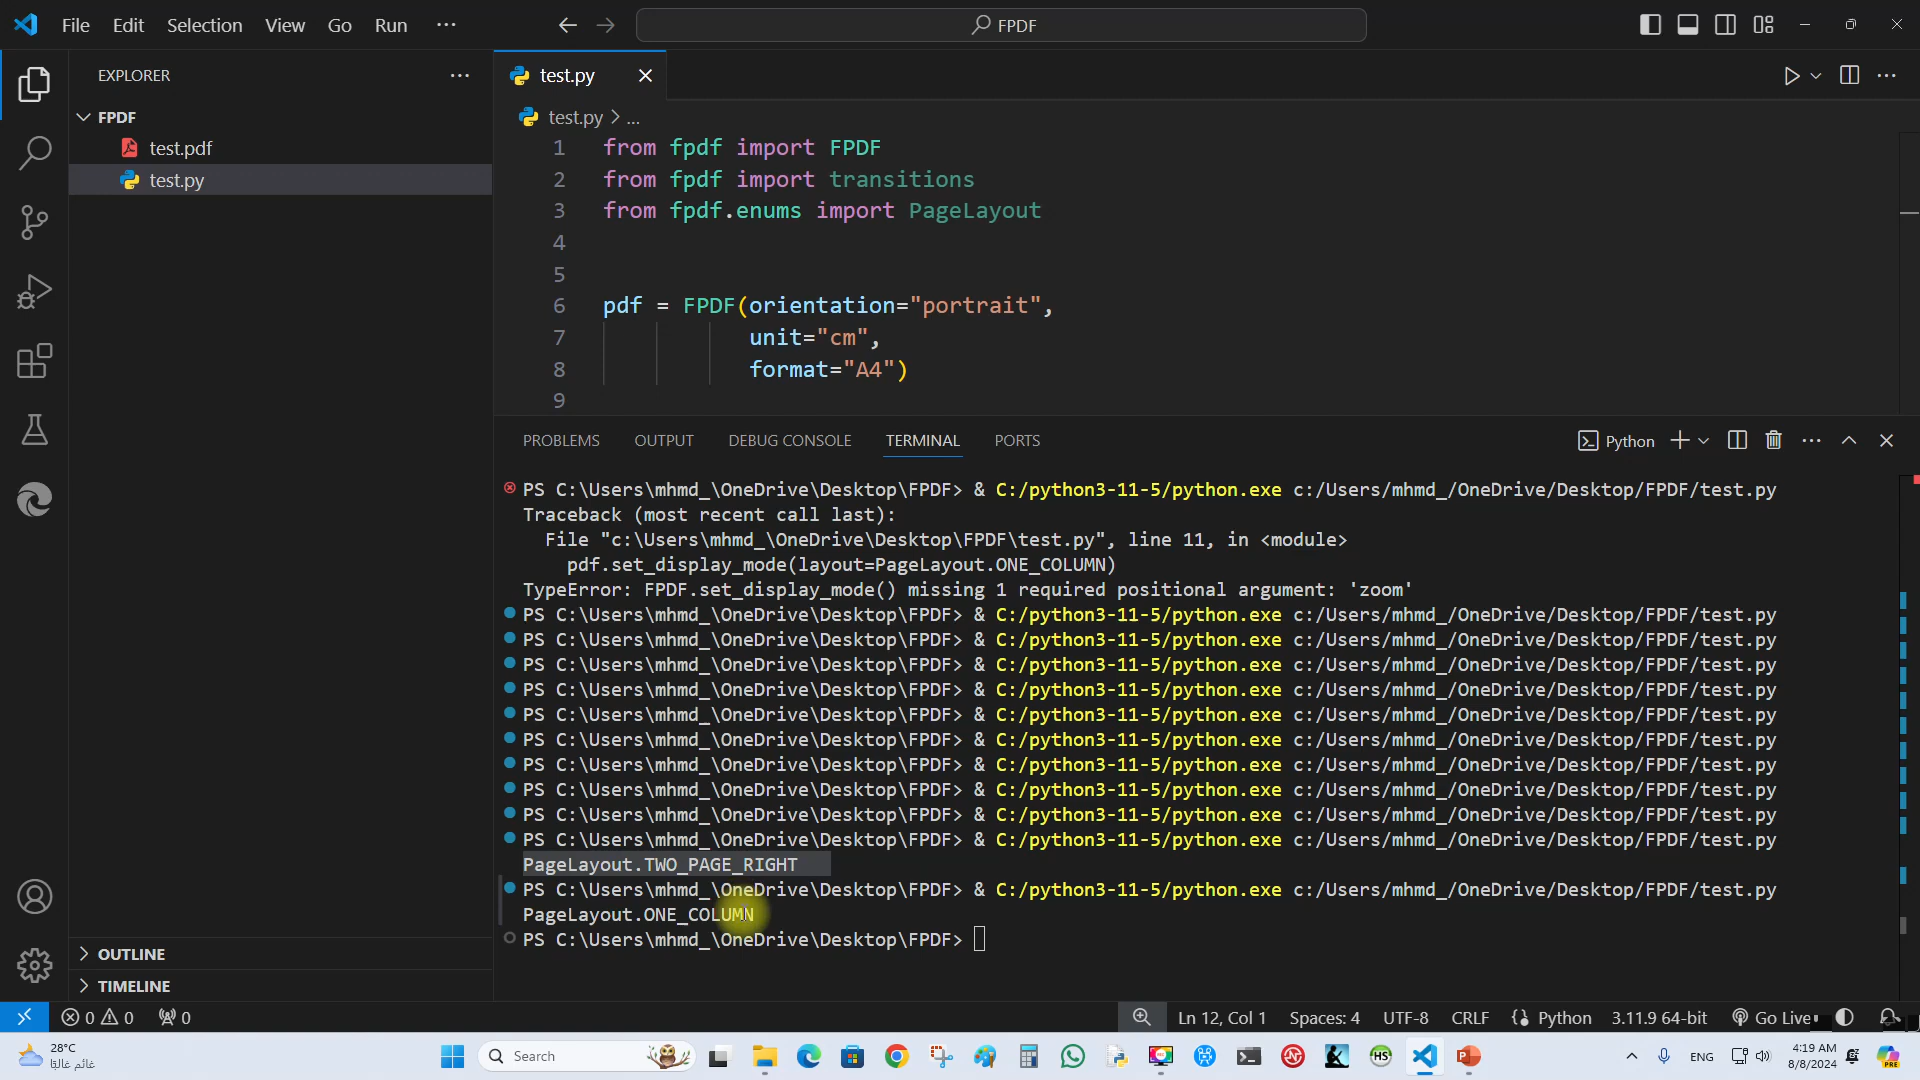 File Edit Selection View Go Run ···
FPDF
EXPLORER ···
FPDF
test.pdf
test.py
OUTLINE
TIMELINE
test.py
test.py > ...
1 from fpdf import FPDF
2 from fpdf import transitions
3 from fpdf.enums import PageLayout
4
5
6 pdf = FPDF(orientation="portrait",
7 unit="cm",
8 format="A4")
9
PROBLEMS OUTPUT DEBUG CONSOLE TERMINAL PORTS
Python
PS C:\Users\mhmd_\OneDrive\Desktop\FPDF> & C:/python3-11-5/python.exe c:/Users/mhmd_/OneDrive/Desktop/FPDF/test.py
Traceback (most recent call last):
File "c:\Users\mhmd_\OneDrive\Desktop\FPDF\test.py", line 11, in <module>
pdf.set_display_mode(layout=PageLayout.ONE_COLUMN)
TypeError: FPDF.set_display_mode() missing 1 required positional argument: 'zoom'
PS C:\Users\mhmd_\OneDrive\Desktop\FPDF> & C:/python3-11-5/python.exe c:/Users/mhmd_/OneDrive/Desktop/FPDF/test.py
PS C:\Users\mhmd_\OneDrive\Desktop\FPDF> & C:/python3-11-5/python.exe c:/Users/mhmd_/OneDrive/Desktop/FPDF/test.py
PS C:\Users\mhmd_\OneDrive\Desktop\FPDF> & C:/python3-11-5/python.exe c:/Users/mhmd_/OneDrive/Desktop/FPDF/test.py
PS C:\Users\mhmd_\OneDrive\Desktop\FPDF> & C:/python3-11-5/python.exe c:/Users/mhmd_/OneDrive/Desktop/FPDF/test.py
PS C:\Users\mhmd_\OneDrive\Desktop\FPDF> & C:/python3-11-5/python.exe c:/Users/mhmd_/OneDrive/Desktop/FPDF/test.py
PS C:\Users\mhmd_\OneDrive\Desktop\FPDF> & C:/python3-11-5/python.exe c:/Users/mhmd_/OneDrive/Desktop/FPDF/test.py
PS C:\Users\mhmd_\OneDrive\Desktop\FPDF> & C:/python3-11-5/python.exe c:/Users/mhmd_/OneDrive/Desktop/FPDF/test.py
PS C:\Users\mhmd_\OneDrive\Desktop\FPDF> & C:/python3-11-5/python.exe c:/Users/mhmd_/OneDrive/Desktop/FPDF/test.py
PS C:\Users\mhmd_\OneDrive\Desktop\FPDF> & C:/python3-11-5/python.exe c:/Users/mhmd_/OneDrive/Desktop/FPDF/test.py
PS C:\Users\mhmd_\OneDrive\Desktop\FPDF> & C:/python3-11-5/python.exe c:/Users/mhmd_/OneDrive/Desktop/FPDF/test.py
PageLayout.TWO_PAGE_RIGHT
PS C:\Users\mhmd_\OneDrive\Desktop\FPDF> & C:/python3-11-5/python.exe c:/Users/mhmd_/OneDrive/Desktop/FPDF/test.py
PageLayout.ONE_COLUMN
PS C:\Users\mhmd_\OneDrive\Desktop\FPDF>
0 0 0 Ln 12, Col 1 Spaces: 4 UTF-8 CRLF {} Python 3.11.9 64-bit Go Live
28°C
غائم غالبًا
Search
HS
ENG
4:19 AM
8/8/2024
PRE